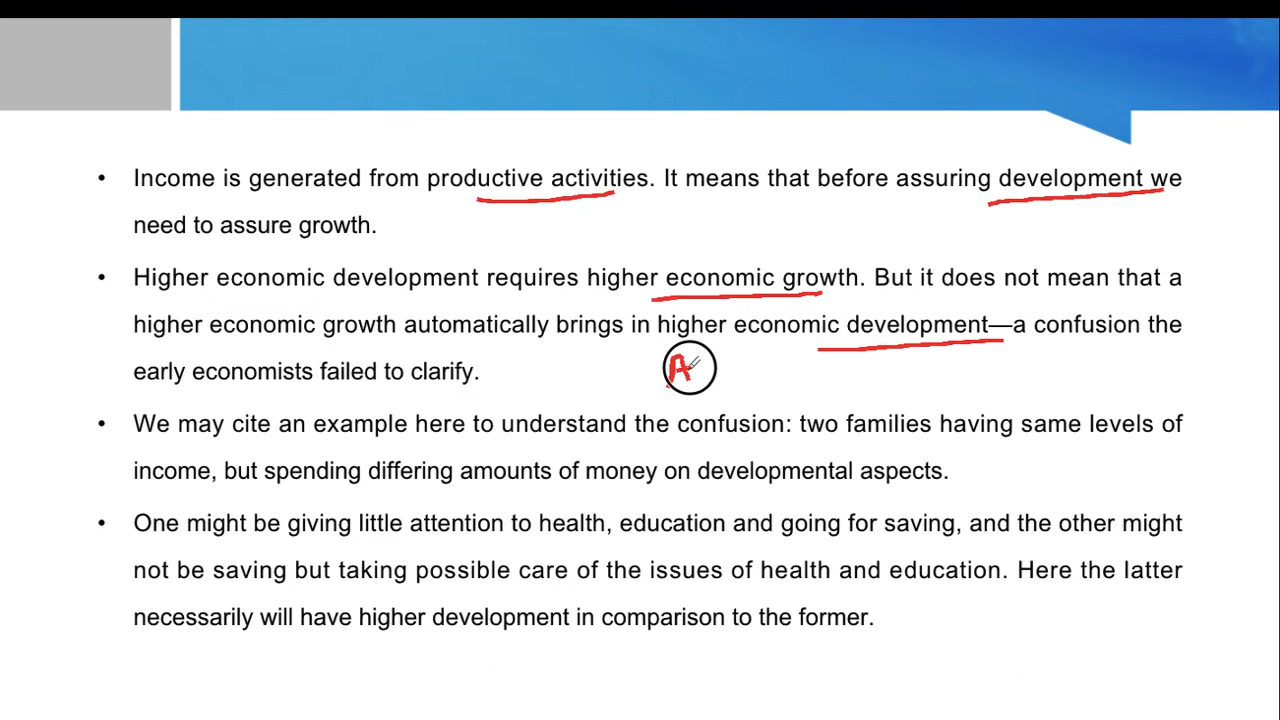 • Income is generated from productive activities. It means that before assuring development we
need to assure growth.
• Higher economic development requires higher economic growth. But it does not mean that a
higher economic growth automatically brings in higher economic development—a confusion the
early economists failed to clarify.
A
• We may cite an example here to understand the confusion: two families having same levels of
income, but spending differing amounts of money on developmental aspects.
• One might be giving little attention to health, education and going for saving, and the other might
not be saving but taking possible care of the issues of health and education. Here the latter
necessarily will have higher development in comparison to the former.